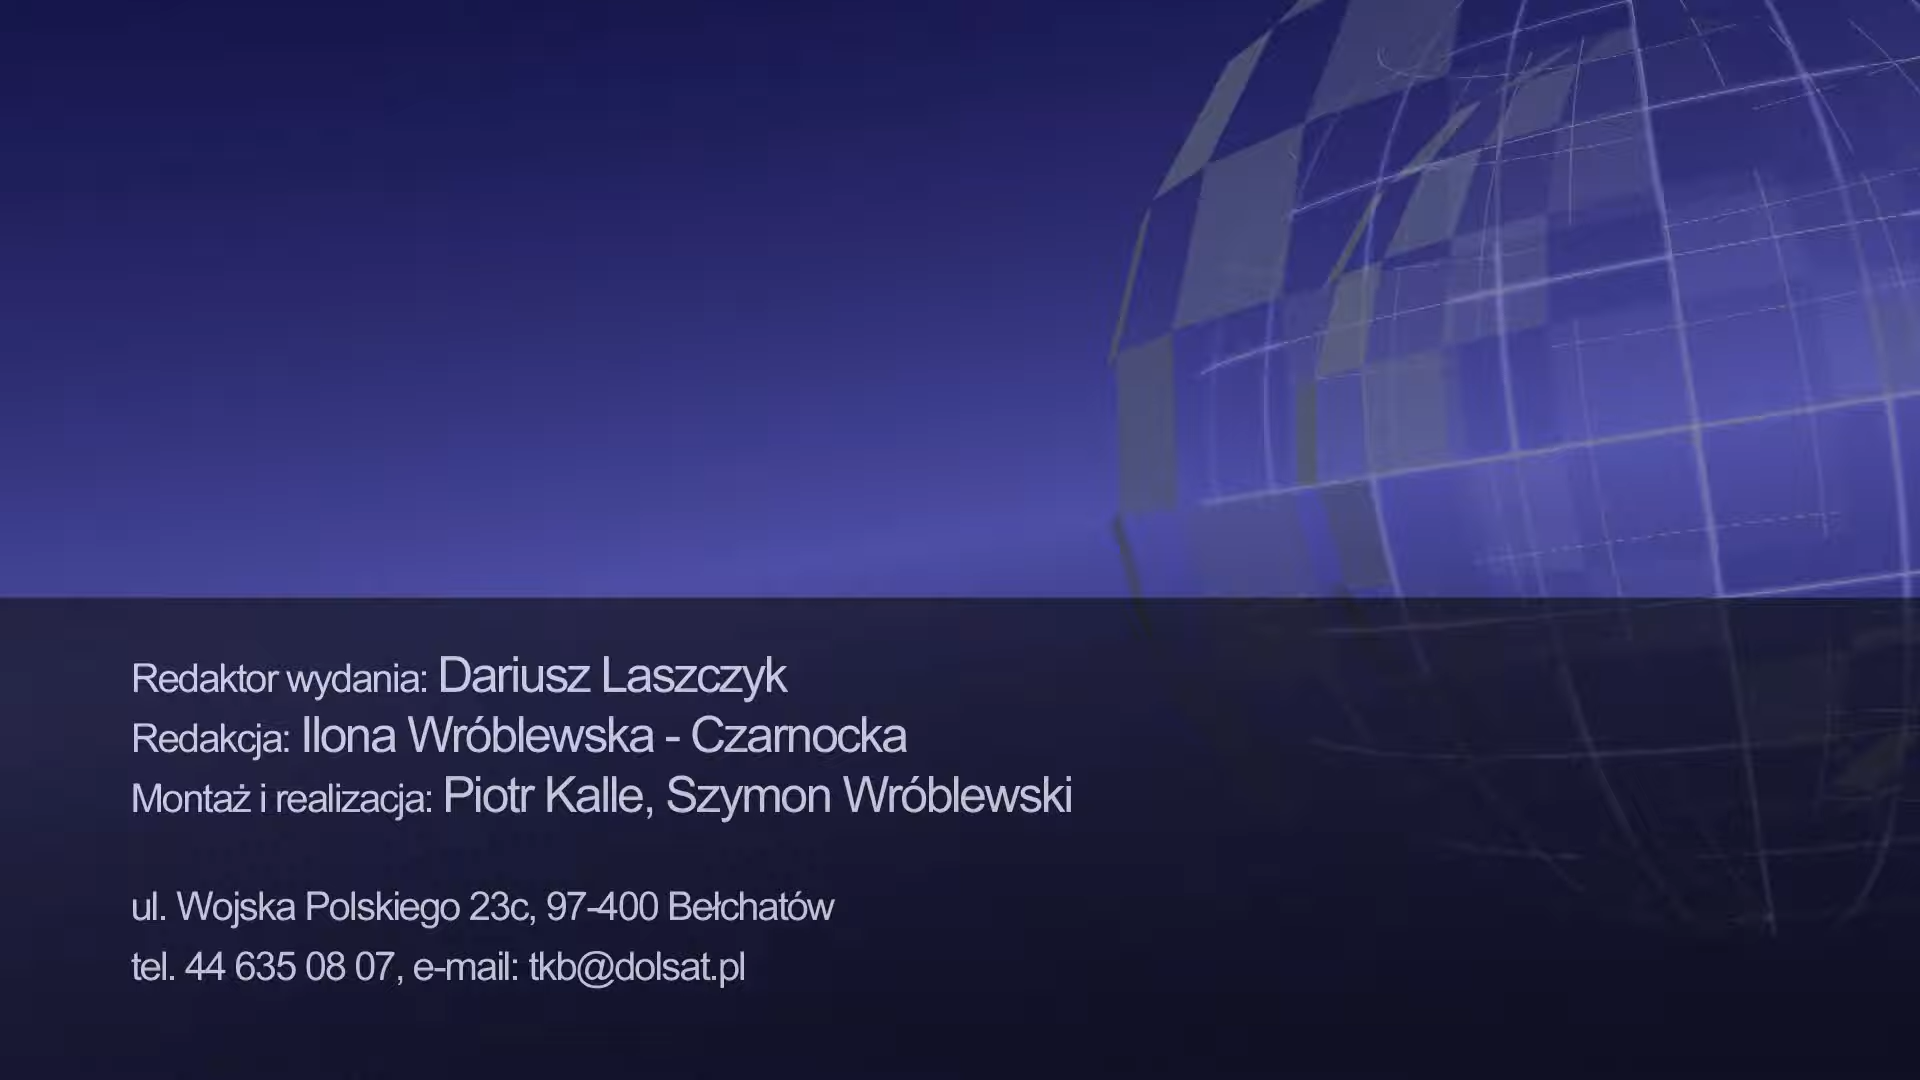 Redaktor wydania: Dariusz Laszczyk
Redakcja: Ilona Wróblewska - Czarnocka
Montaż i realizacja: Piotr Kalle, Szymon Wróblewski
ul. Wojska Polskiego 23c, 97-400 Bełchatów
tel. 44 635 08 07, e-mail: tkb@dolsat.pl